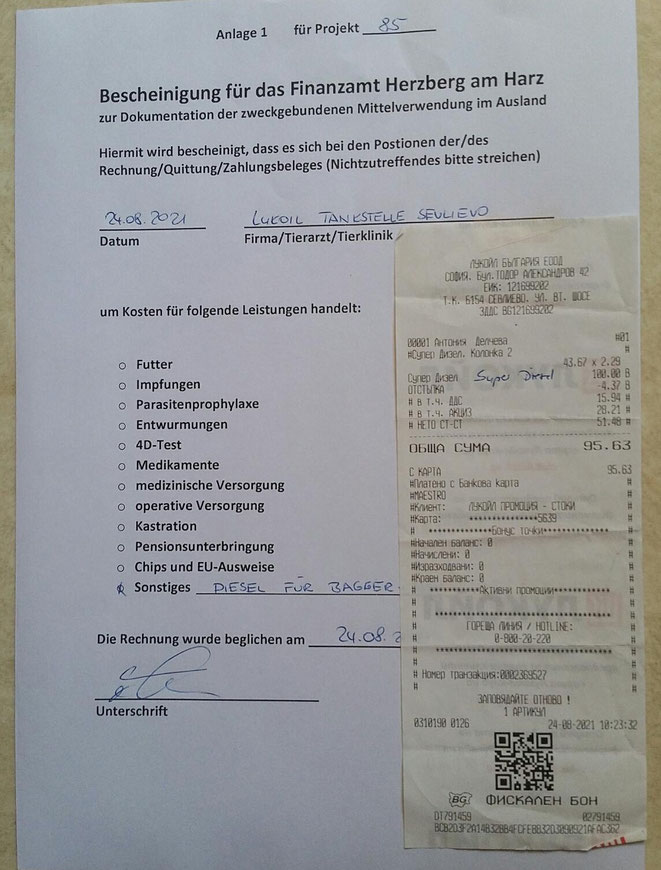 Anlage 1 für Projekt 85
Bescheinigung für das Finanzamt Herzberg am Harz
zur Dokumentation der zweckgebundenen Mittelverwendung im Ausland
Hiermit wird bescheinigt, dass es sich bei den Postionen der/des
Rechnung/Quittung/Zahlungsbeleges (Nichtzutreffendes bitte streichen)
24.08.2021 LUKOIL TANKSTELLE SEVLIEVO
Datum Firma/Tierarzt/Tierklinik
um Kosten für folgende Leistungen handelt:
Futter
Impfungen
Parasitenprophylaxe
Entwurmungen
4D-Test
Medikamente
medizinische Versorgung
operative Versorgung
Kastration
Pensionsunterbringung
Chips und EU-Ausweise
Sonstiges DIESEL FÜR BAGGER
Die Rechnung wurde beglichen am 24.08.2
Unterschrift
ЛУКОЙЛ БЪЛГАРИЯ ЕООД
СОФИЯ. Бул.ТОДОР АЛЕКСАНДРОВ 42
ЕИК: 121699202
Т.К. 6154 СЕВЛИЕВО. УЛ. ВТ. ШОСЕ
ЗДДС BG121699202
00001 Антония Делчева #01
#Супер Дизел. Колонка 2 #
43.67 x 2.29
Супер Дизел Super Diesel 100.00 В
ОТСТЪПКА -4.37 В
# в т.ч. ДДС 15.94 #
# в т.ч. АКЦИЗ 28.21 #
# НЕТО СТ-СТ 51.48 #
ОБЩА СУМА 95.63
С КАРТА 95.63
#Платено с Банкова карта #
#MAESTRO #
#Клиент: ЛУКОЙЛ ПРОМОЦИЯ - СТОКИ #
#Карта: *************5639 #
# *************Бонус точки************* #
#Начален баланс: 0 #
#Начислени: 0 #
#Изразходвани: 0 #
#Краен баланс: 0 #
# ***********Активни промоции*********** #
ГОРЕЩА ЛИНИЯ / HOTLINE:
0-800-20-220
# Номер транзакция:0002369527 #
ЗАПОВЯДАЙТЕ ОТНОВО !
1 АРТИКУЛ
0310190 0126 24-08-2021 10:23:32
BG ФИСКАЛЕН БОН
DT791459 02791459